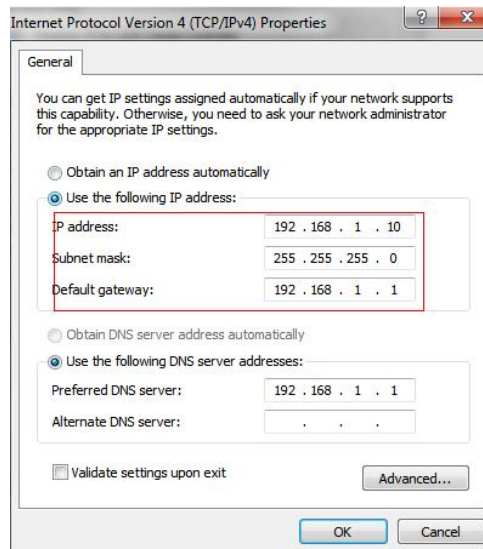 Internet Protocol Version 4 (TCP/IPv4) Properties
?
X
General
You can get IP settings assigned automatically if your network supports
this capability. Otherwise, you need to ask your network administrator
for the appropriate IP settings.
Obtain an IP address automatically
Use the following IP address:
IP address: 192 . 168 . 1 . 10
Subnet mask: 255 . 255 . 255 . 0
Default gateway: 192 . 168 . 1 . 1
Obtain DNS server address automatically
Use the following DNS server addresses:
Preferred DNS server: 192 . 168 . 1 . 1
Alternate DNS server: . . .
Validate settings upon exit
Advanced...
OK Cancel